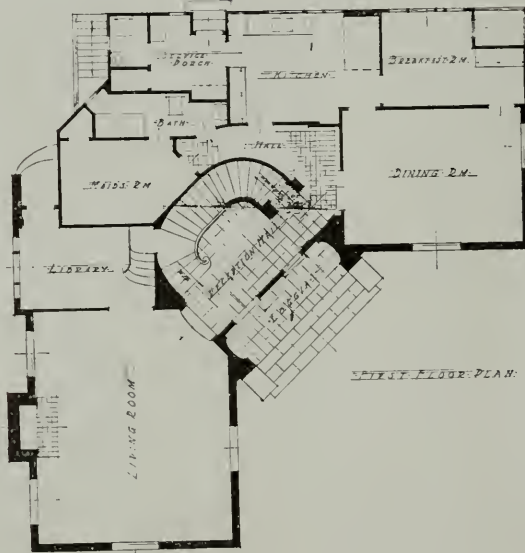 SERVICE
PORCH
KITCHEN
BREAKFAST RM.
BATH
HALL
MAIDS RM
DINING RM.
RECEPTION HALL
LOGGIA
LIBRARY
LIVING ROOM
FIRST FLOOR PLAN